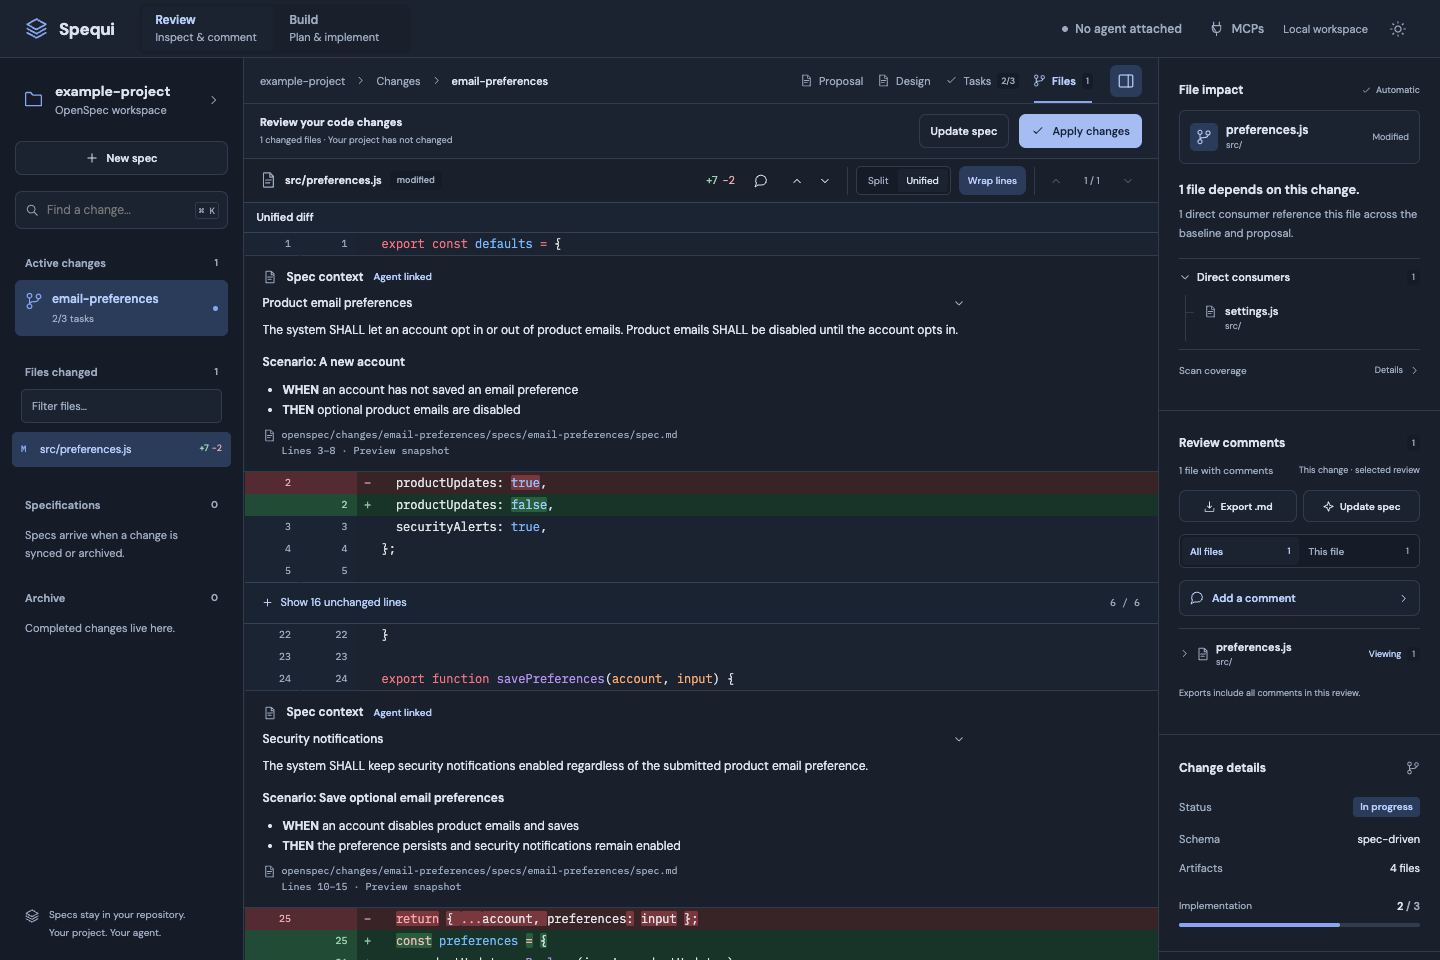 Spequi
Review
Inspect & comment
Build
Plan & implement
No agent attached
MCPs
Local workspace
example-project
OpenSpec workspace
New spec
Find a change...
⌘ K
Active changes 1
email-preferences
2/3 tasks
Files changed 1
Filter files...
M src/preferences.js +7 −2
Specifications 0
Specs arrive when a change is
synced or archived.
Archive 0
Completed changes live here.
Specs stay in your repository.
Your project. Your agent.
example-project > Changes > email-preferences
Proposal
Design
Tasks 2/3
Files 1
Review your code changes
1 changed files · Your project has not changed
Update spec
Apply changes
src/preferences.js modified
+7 −2
Split Unified
Wrap lines
1 / 1
Unified diff
1 1 export const defaults = {
Spec context Agent linked
Product email preferences
The system SHALL let an account opt in or out of product emails. Product emails SHALL be disabled until the account opts in.
Scenario: A new account
• WHEN an account has not saved an email preference
• THEN optional product emails are disabled
openspec/changes/email-preferences/specs/email-preferences/spec.md
Lines 3–8 · Preview snapshot
2 − productUpdates: true,
2 + productUpdates: false,
3 3 securityAlerts: true,
4 4 };
5 5
+ Show 16 unchanged lines 6 / 6
22 22 }
23 23
24 24 export function savePreferences(account, input) {
Spec context Agent linked
Security notifications
The system SHALL keep security notifications enabled regardless of the submitted product email preference.
Scenario: Save optional email preferences
• WHEN an account disables product emails and saves
• THEN the preference persists and security notifications remain enabled
openspec/changes/email-preferences/specs/email-preferences/spec.md
Lines 10–15 · Preview snapshot
25 − return { ...account, preferences: input };
25 + const preferences = {
File impact
Automatic
preferences.js
src/
Modified
1 file depends on this change.
1 direct consumer reference this file across the
baseline and proposal.
Direct consumers 1
settings.js
src/
Scan coverage
Details
Review comments 1
1 file with comments
This change · selected review
Export .md
Update spec
All files 1
This file 1
Add a comment
preferences.js
src/
Viewing 1
Exports include all comments in this review.
Change details
Status In progress
Schema spec-driven
Artifacts 4 files
Implementation 2 / 3